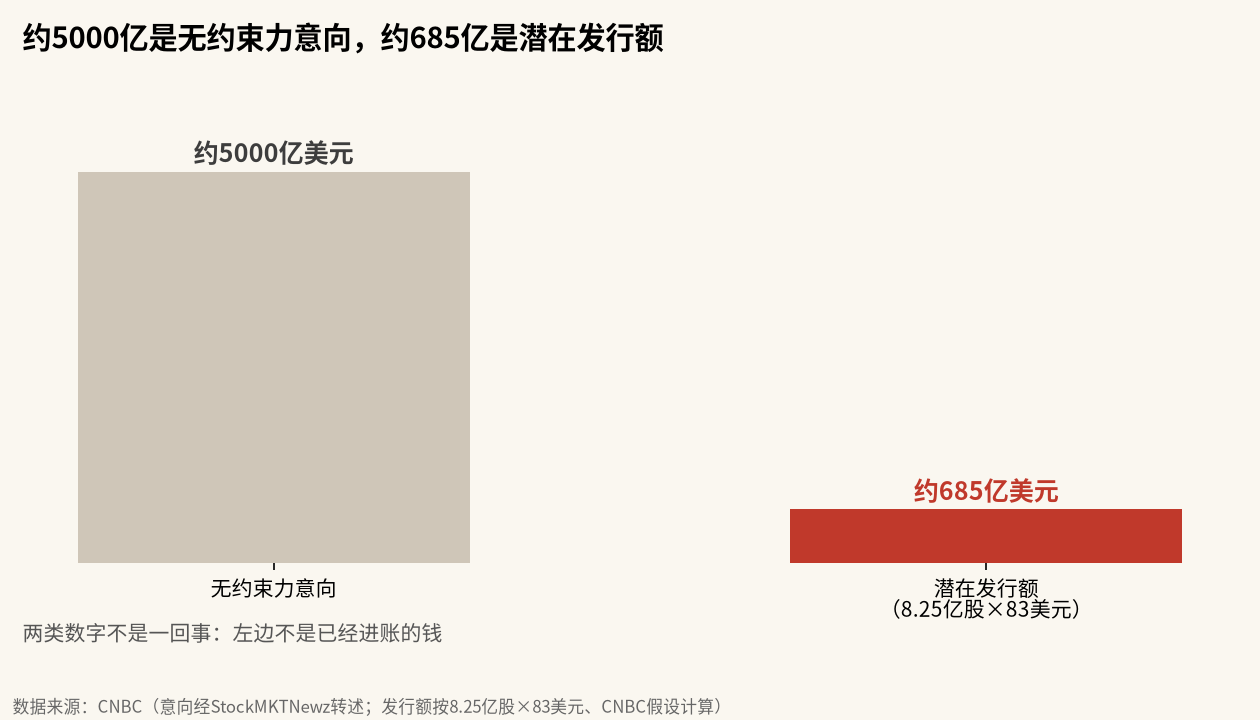 约5000亿是无约束力意向，约685亿是潜在发行额
约5000亿美元
约685亿美元
无约束力意向
潜在发行额
（8.25亿股×83美元）
两类数字不是一回事：左边不是已经进账的钱
数据来源：CNBC（意向经StockMKTNewz转述；发行额按8.25亿股×83美元、CNBC假设计算）